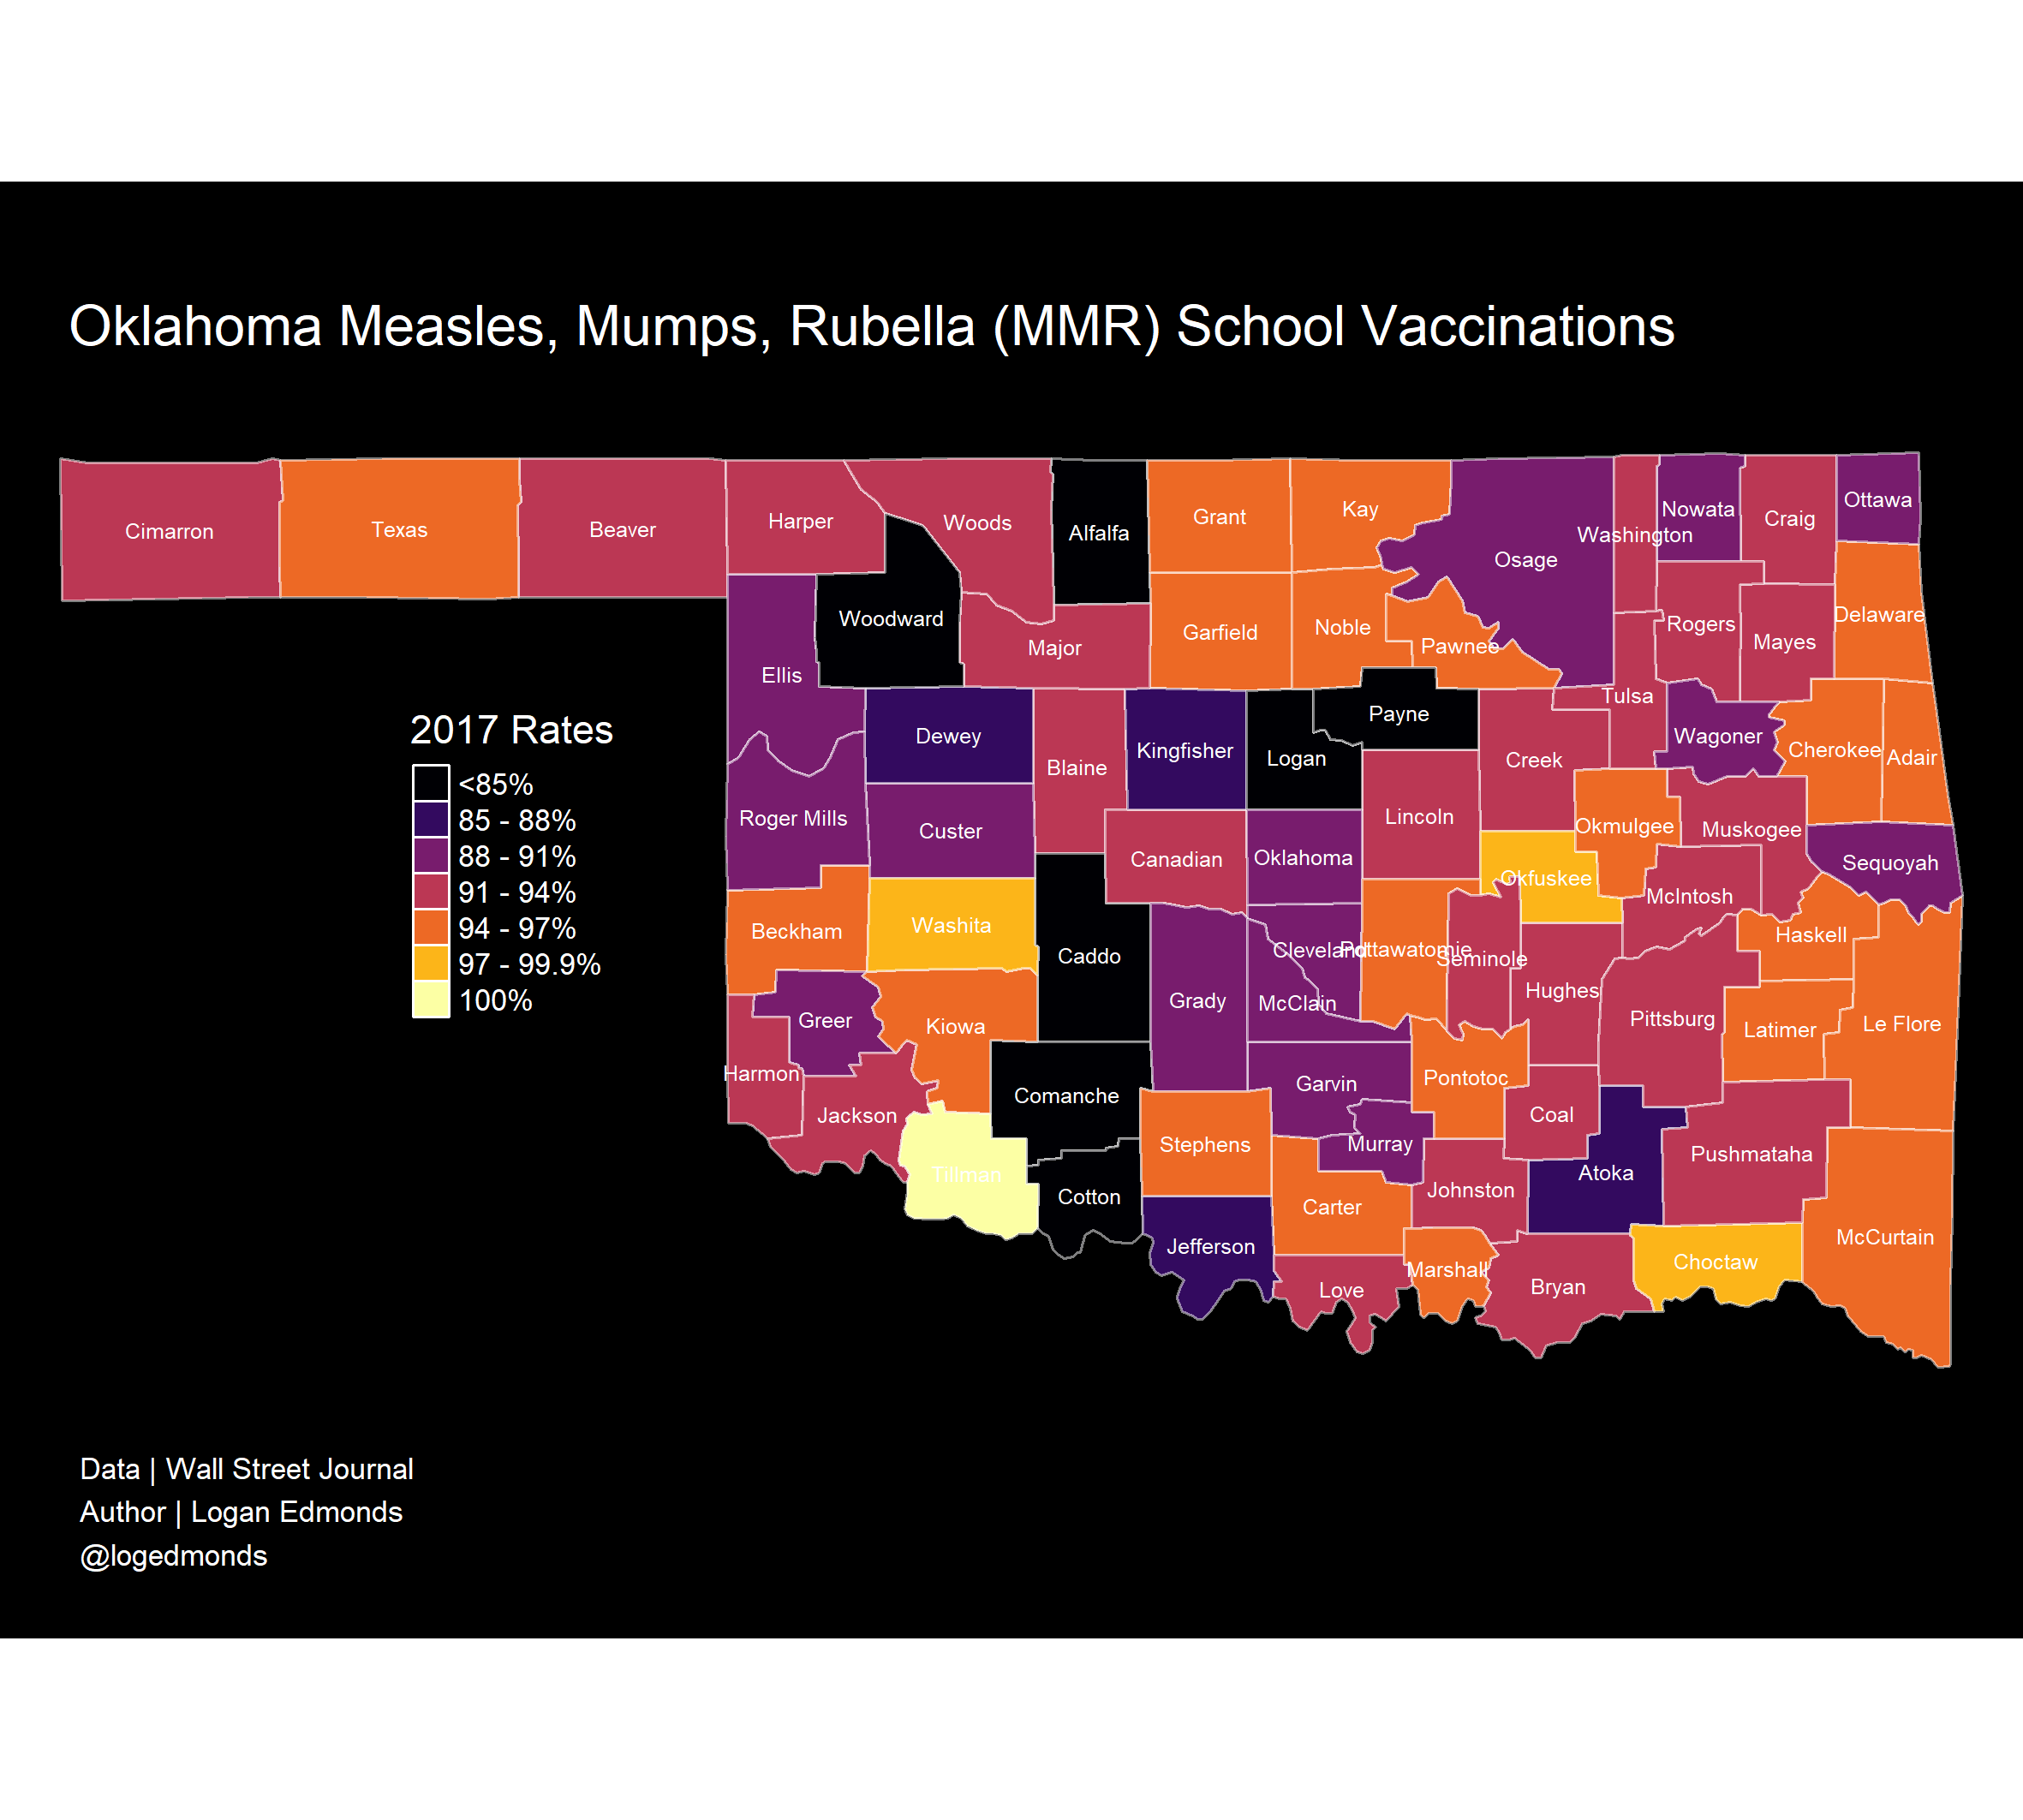 Oklahoma Measles, Mumps, Rubella (MMR) School Vaccinations
Cimarron
Texas
Beaver
Harper
Woods
Alfalfa
Grant
Kay
Osage
Washington
Nowata
Craig
Ottawa
Woodward
Major
Garfield
Noble
Pawnee
Rogers
Mayes
Delaware
Ellis
Dewey
Blaine
Kingfisher
Logan
Payne
Creek
Tulsa
Wagoner
Cherokee
Adair
Roger Mills
Custer
Canadian
Oklahoma
Lincoln
Okmulgee
Muskogee
Sequoyah
Okfuskee
McIntosh
Beckham
Washita
Caddo
Grady
Cleveland
Pottawatomie
Seminole
Hughes
Haskell
McClain
Pittsburg
Latimer
Le Flore
Greer
Kiowa
Harmon
Jackson
Comanche
Garvin
Pontotoc
Coal
Stephens
Murray
Johnston
Atoka
Pushmataha
Tillman
Cotton
Jefferson
Carter
Love
Marshall
Bryan
Choctaw
McCurtain
2017 Rates
<85%
85 - 88%
88 - 91%
91 - 94%
94 - 97%
97 - 99.9%
100%
Data | Wall Street Journal
Author | Logan Edmonds
@logedmonds